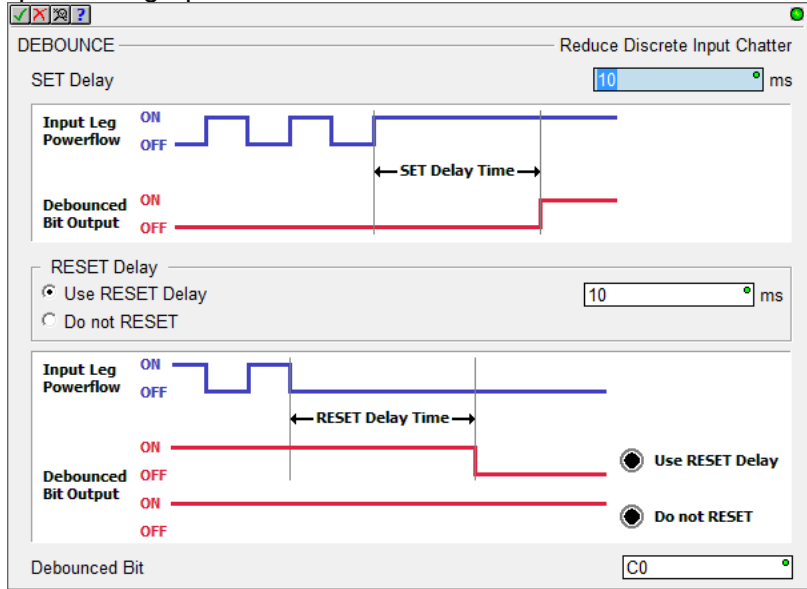 ?
DEBOUNCE Reduce Discrete Input Chatter
SET Delay 10 ms
Input Leg Powerflow ON
OFF
SET Delay Time
Debounced Bit Output ON
OFF
RESET Delay
Use RESET Delay 10 ms
Do not RESET
Input Leg Powerflow ON
OFF
RESET Delay Time
ON
Debounced Bit Output OFF
Use RESET Delay
ON
Do not RESET
OFF
Debounced Bit C0